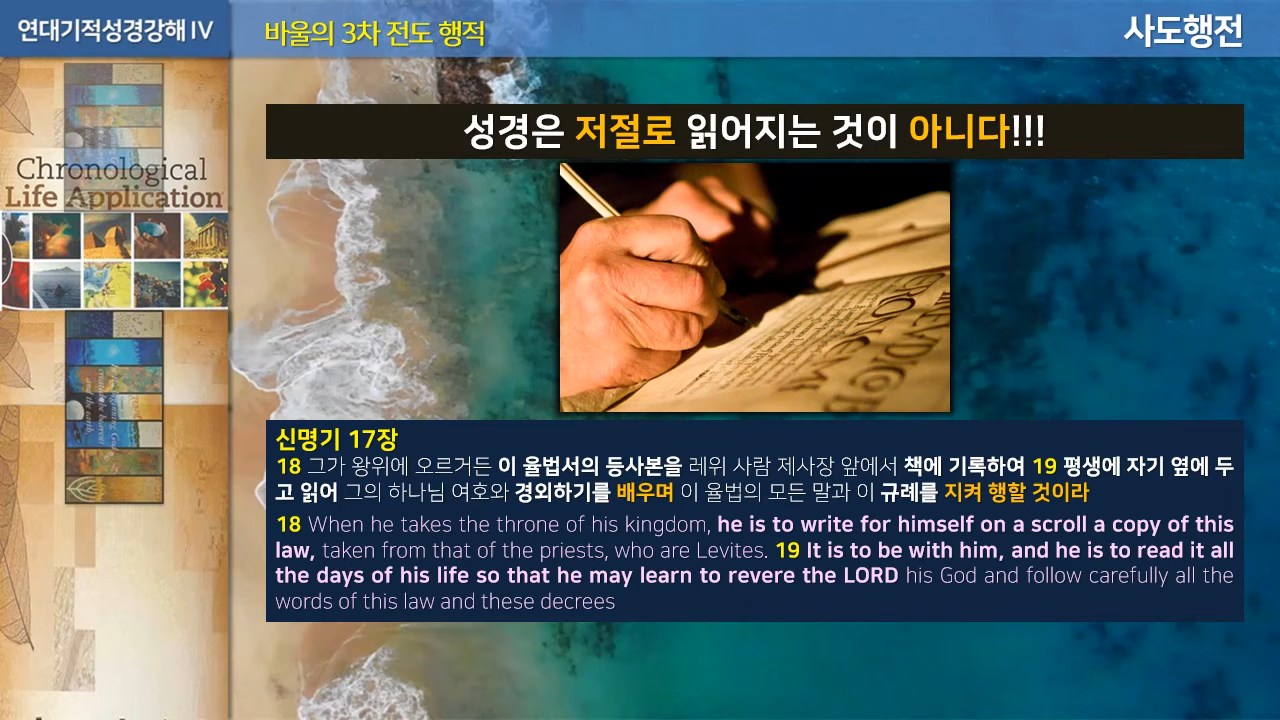 연대기적성경강해 IV
바울의 3차 전도 행적
사도행전
Chronological
Life Application
성경은 저절로 읽어지는 것이 아니다!!!
신명기 17장
18 그가 왕위에 오르거든 이 율법서의 등사본을 레위 사람 제사장 앞에서 책에 기록하여 19 평생에 자기 옆에 두
고 읽어 그의 하나님 여호와 경외하기를 배우며 이 율법의 모든 말과 이 규례를 지켜 행할 것이라
18 When he takes the throne of his kingdom, he is to write for himself on a scroll a copy of this
law, taken from that of the priests, who are Levites. 19 It is to be with him, and he is to read it all
the days of his life so that he may learn to revere the LORD his God and follow carefully all the
words of this law and these decrees